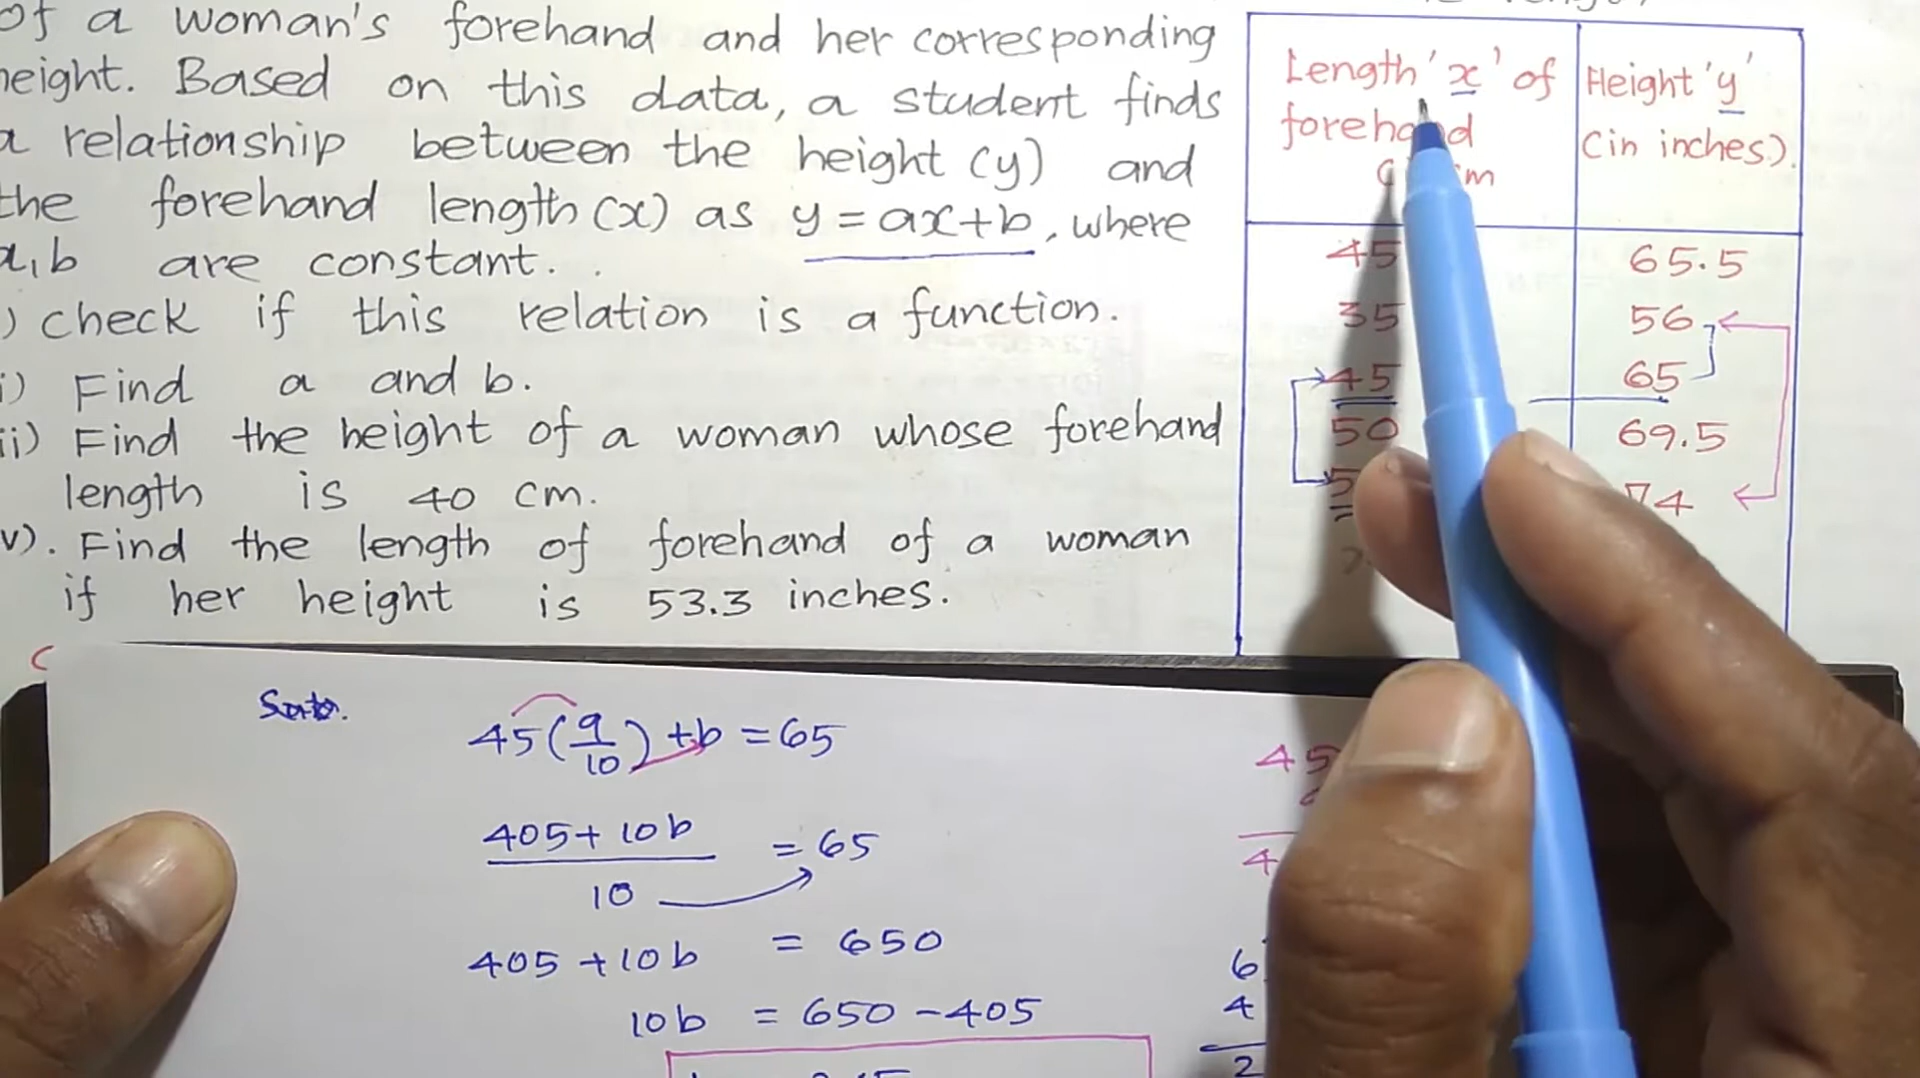 of a woman's forehand and her corresponding
height. Based on this data, a student finds
a relationship between the height (y) and
the forehand length (x) as y = ax+b, where
a,b are constant.
) check if this relation is a function.
i) Find a and b.
ii) Find the height of a woman whose forehand
length is 40 cm.
v). Find the length of forehand of a woman
if her height is 53.3 inches.
Length 'x' of
forehand
Height 'y'
(in inches).
45 65.5
35 56
45 65
50 69.5
74
45(9/10) + b = 65
405 + 10b / 10 = 65
405 + 10b = 650
10b = 650 - 405